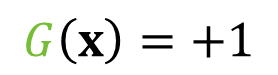 G(x) = +1